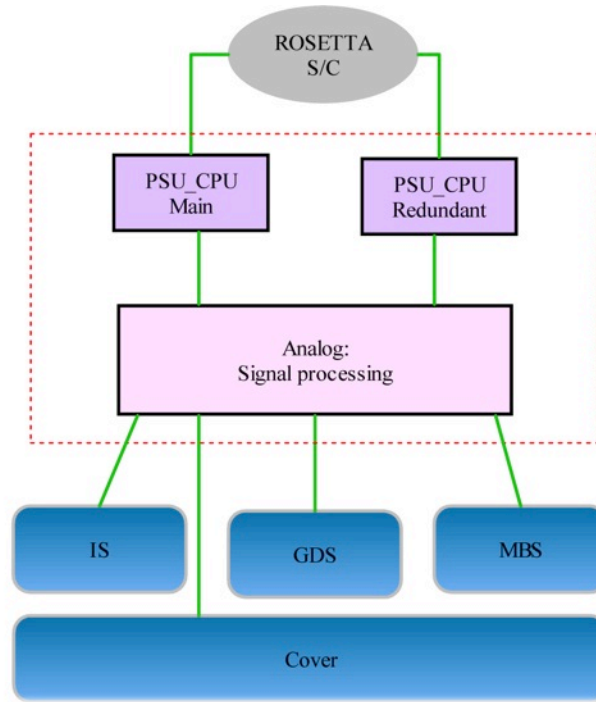 ROSETTA
S/C
PSU_CPU
Main
PSU_CPU
Redundant
Analog:
Signal processing
IS
GDS
MBS
Cover